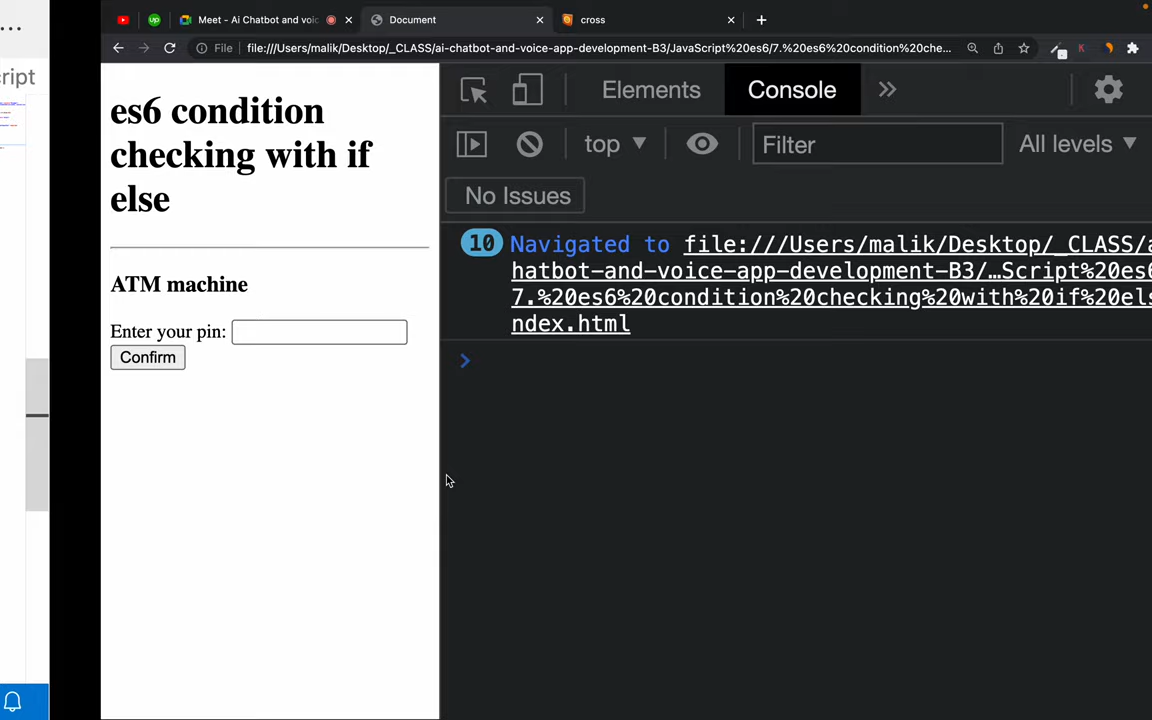 ... 
Meet - Ai Chatbot and voic
Document
cross
File file:///Users/malik/Desktop/_CLASS/ai-chatbot-and-voice-app-development-B3/JavaScript%20es6/7.%20es6%20condition%20che...
ript
es6 condition
checking with if
else
ATM machine
Enter your pin:
Confirm
Elements
Console
top
Filter
All levels
No Issues
10 Navigated to file:///Users/malik/Desktop/_CLASS/a
hatbot-and-voice-app-development-B3/…Script%20es6
7.%20es6%20condition%20checking%20with%20if%20els
ndex.html